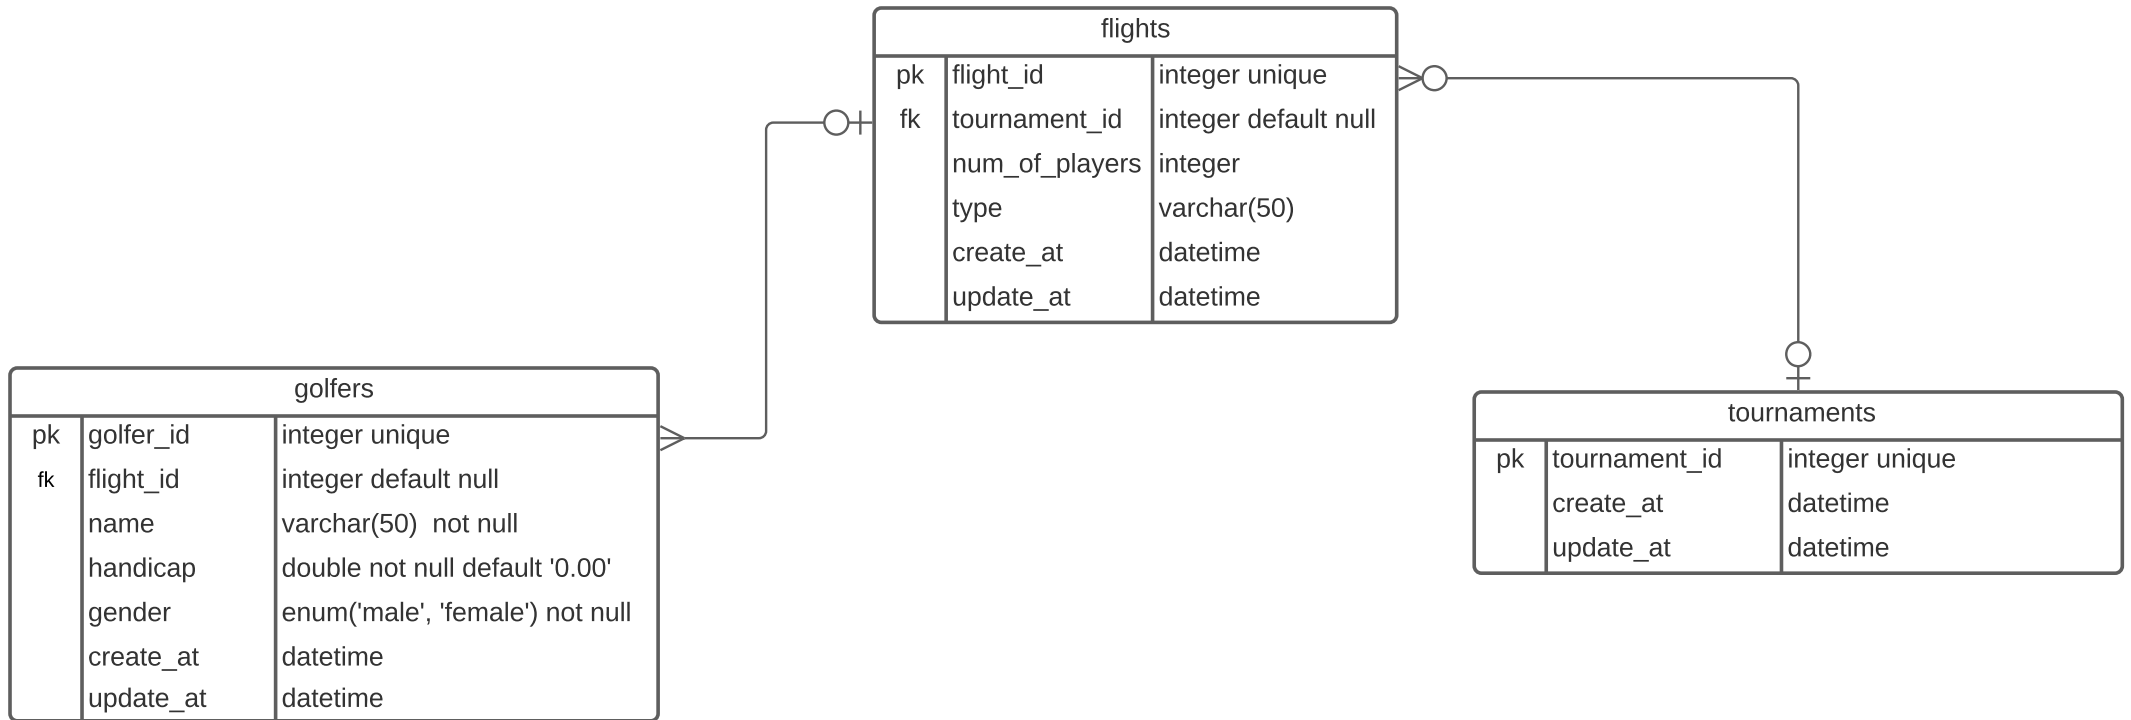 flights
pk flight_id integer unique
fk tournament_id integer default null
num_of_players integer
type varchar(50)
create_at datetime
update_at datetime
golfers
pk golfer_id integer unique
fk flight_id integer default null
name varchar(50)  not null
handicap double not null default '0.00'
gender enum('male', 'female') not null
create_at datetime
update_at datetime
tournaments
pk tournament_id integer unique
create_at datetime
update_at datetime